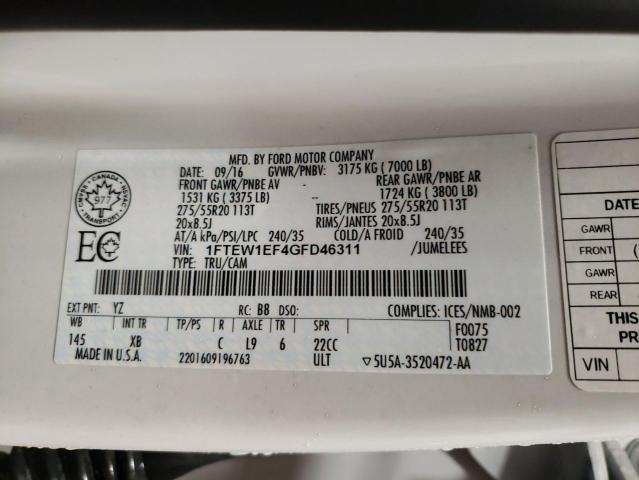 MFD. BY FORD MOTOR COMPANY
DATE: 09/16 GVWR/PNBV: 3175 KG ( 7000 LB)
FRONT GAWR/PNBE AV - REAR GAWR/PNBE AR
1531 KG ( 3375 LB) 1724 KG ( 3800 LB)
275/55R20 113T TIRES/PNEUS 275/55R20 113T
20x8.5J RIMS/JANTES 20x8.5J
AT/A kPa/PSI/LPC 240/35 COLD/A FROID 240/35
VIN: 1FTEW1EF4GFD46311 /JUMELEES
TYPE: TRU/CAM
CANADA
977
TRANSPORT
EC
EXT PNT: YZ RC: B8 DSO: COMPLIES: ICES/NMB-002
WB INT TR TP/PS R AXLE TR SPR F0075
145 XB C L9 6 22CC T0827
MADE IN U.S.A. 2201609196763 ULT ▽5U5A-3520472-AA
DATE
GAWR
FRONT (
GAWR
REAR
THIS
PR
VIN